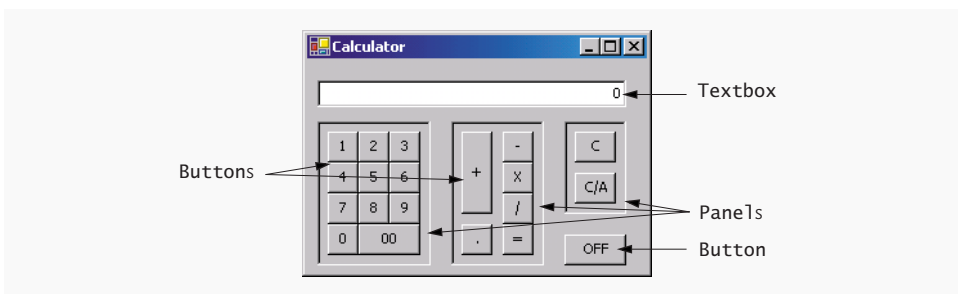 Calculator
0
Textbox
1 2 3 + - C
Buttons
4 5 6 X C/A
7 8 9 /
Panels
0 00 . = OFF
Button